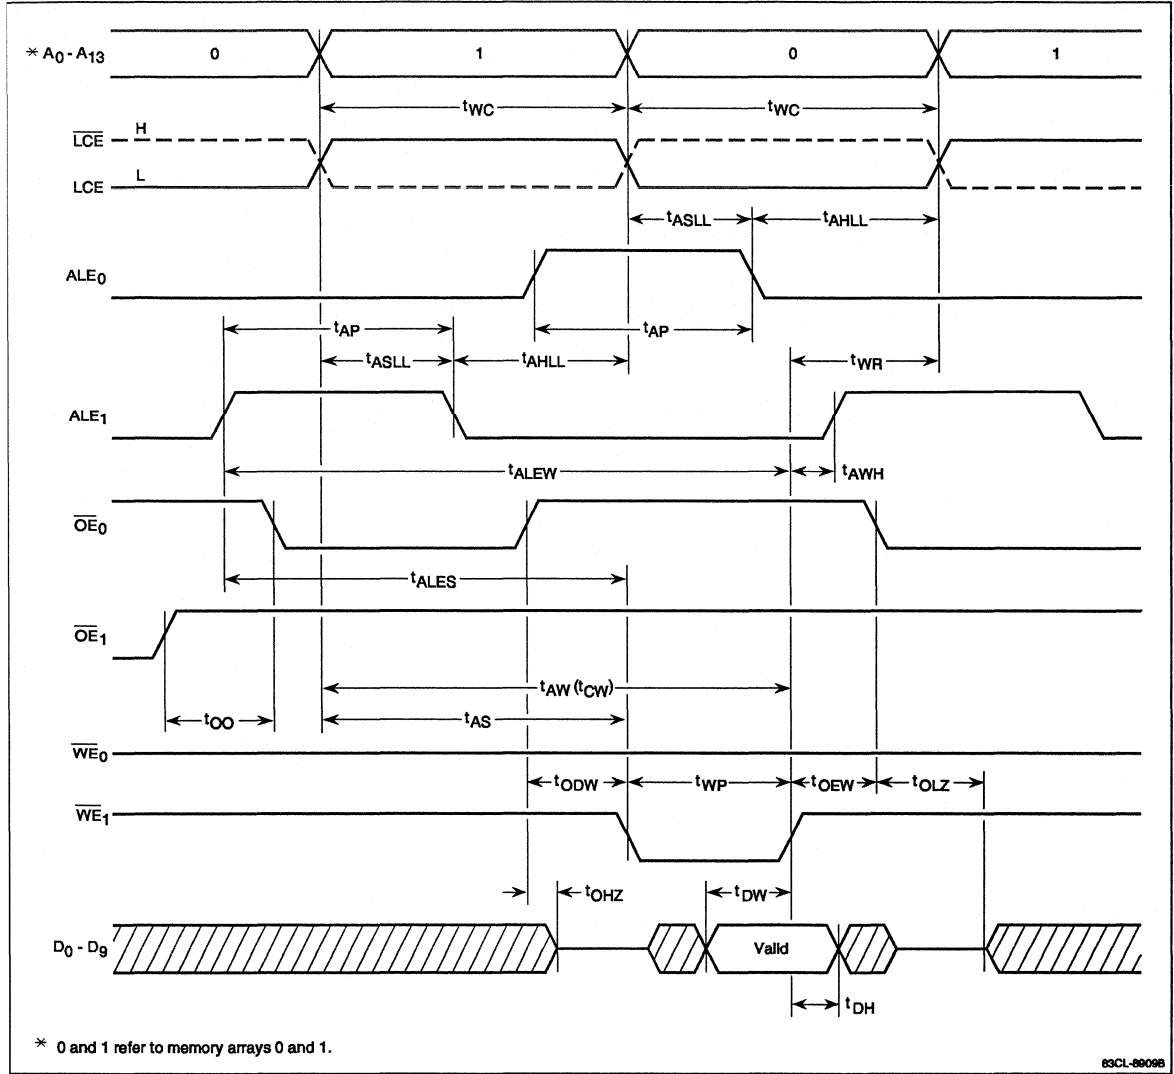 * A0 - A13 0 1 0 1
tWC tWC
LCE H
LCE L
tASLL tAHLL
ALE0
tAP tAP
tASLL tAHLL tWR
ALE1
tALEW tAWH
OE0
tALES
OE1
tAW (tCW)
tOO tAS
WE0
tODW tWP tOEW tOLZ
WE1
tOHZ tDW
D0 - D9 Valid
tDH
* 0 and 1 refer to memory arrays 0 and 1.
83CL-8909B